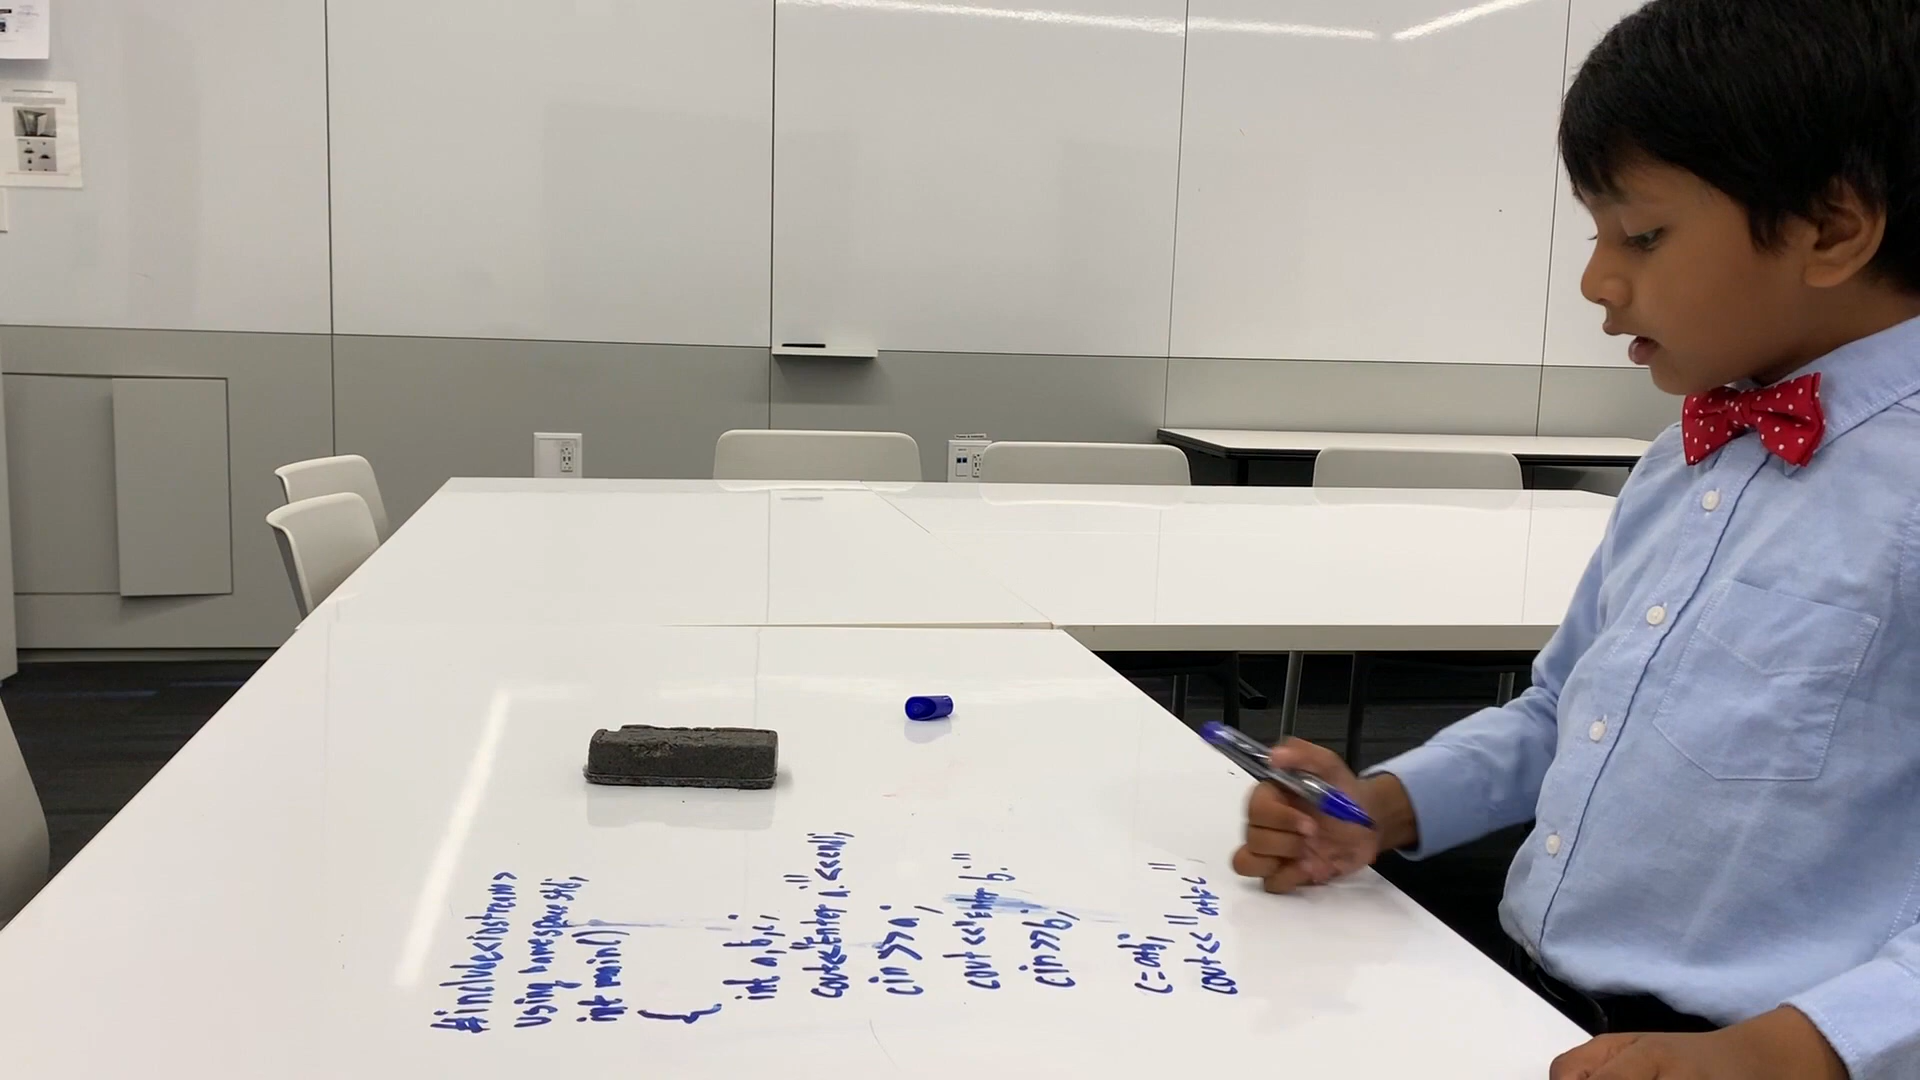 #include<iostream>
using namespace std;
int main()
{
int a,b,c;
cout<<"Enter a."<<endl;
cin>>a;
cout<<"Enter b."
cin>>b;
c=a+b;
cout<<"a+b=c"